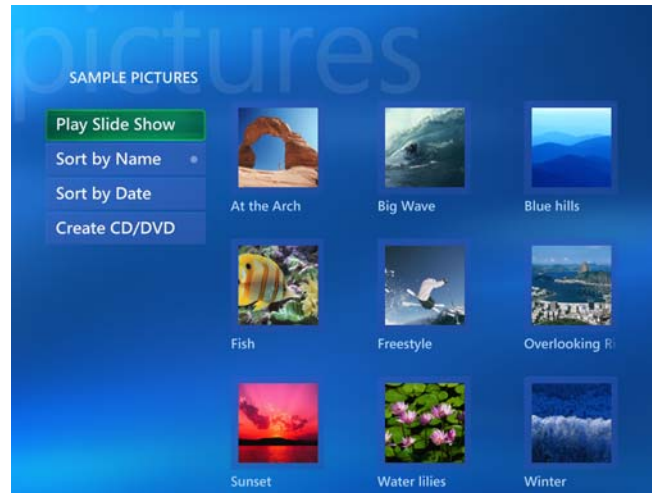 pictures
SAMPLE PICTURES
Play Slide Show
Sort by Name
Sort by Date
Create CD/DVD
At the Arch
Big Wave
Blue hills
Fish
Freestyle
Overlooking Ri
Sunset
Water lilies
Winter